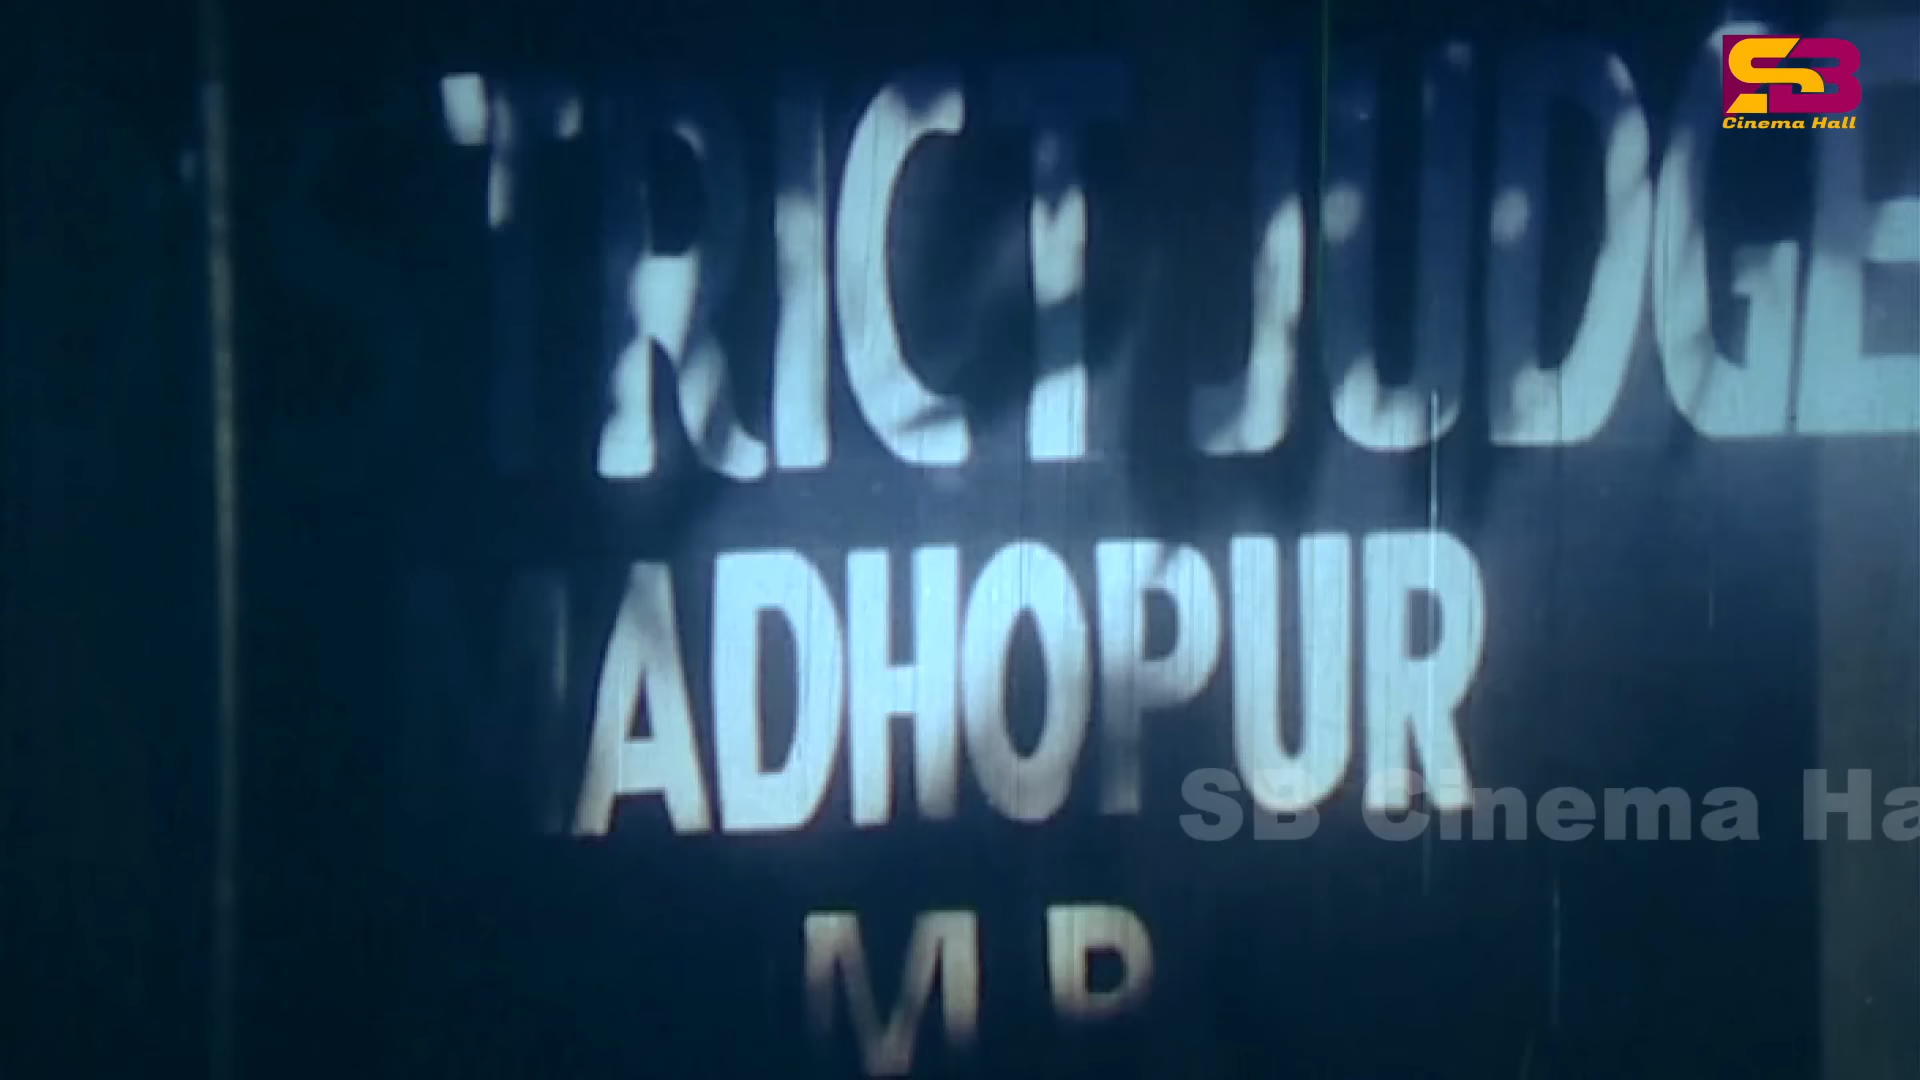 TRICT JUDGE
ADHOPUR
M P
SB
Cinema Hall
SB Cinema Ha